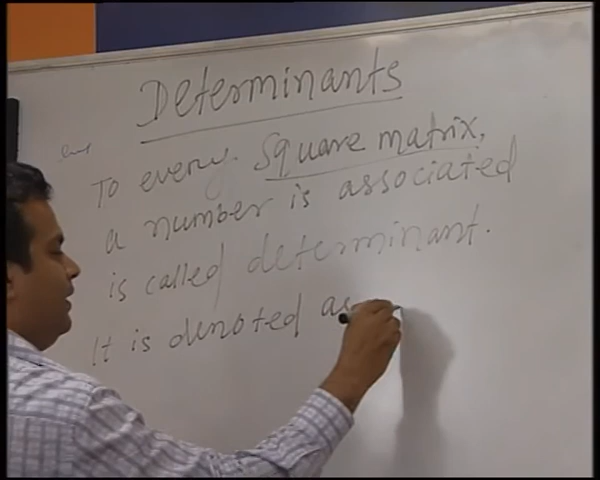 Determinants
To every Square matrix,
a number is associated
is called determinant.
It is denoted as